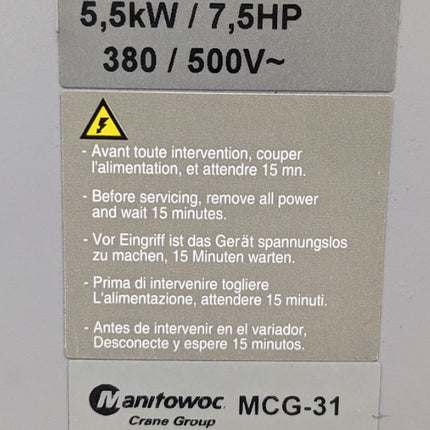 5,5kW / 7,5HP
380 / 500V~
- Avant toute intervention, couper
l'alimentation, et attendre 15 mn.
- Before servicing, remove all power
and wait 15 minutes.
- Vor Eingriff ist das Gerät spannungslos
zu machen, 15 Minuten warten.
- Prima di intervenire togliere
L'alimentazione, attendere 15 minuti.
- Antes de intervenir en el variador,
Desconecte y espere 15 minutos.
Manitowoc MCG-31
Crane Group